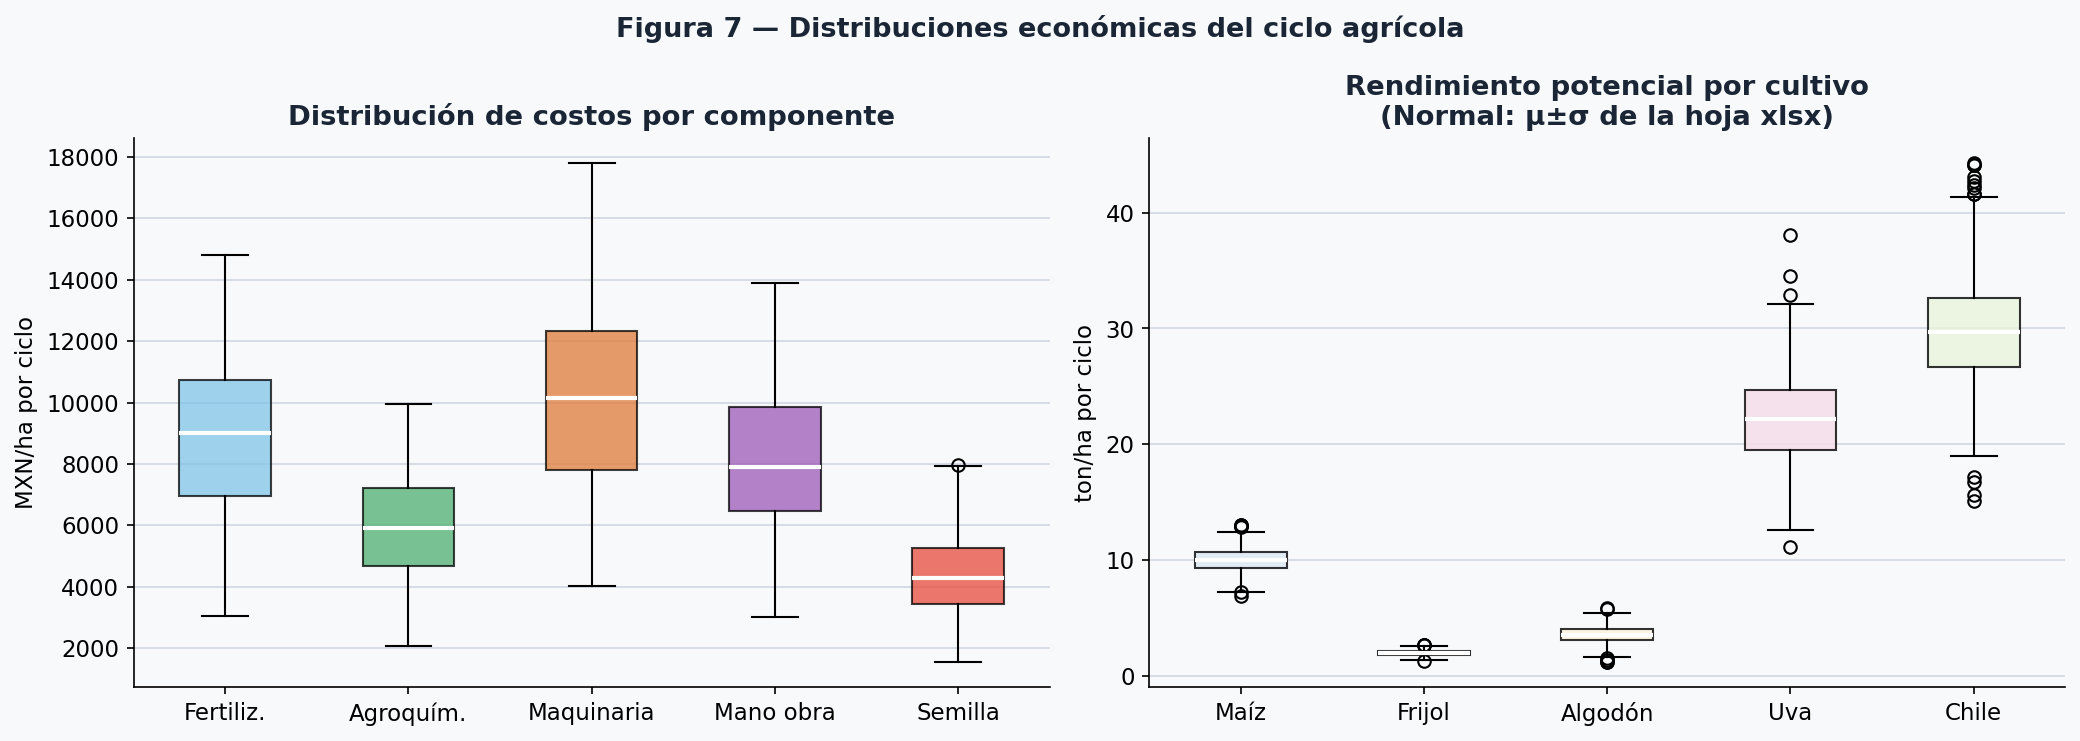 Figura 7 — Distribuciones económicas del ciclo agrícola
Distribución de costos por componente
MXN/ha por ciclo
18000
16000
14000
12000
10000
8000
6000
4000
2000
Fertiliz.
Agroquím.
Maquinaria
Mano obra
Semilla
Rendimiento potencial por cultivo
(Normal: μ±σ de la hoja xlsx)
ton/ha por ciclo
40
30
20
10
0
Maíz
Frijol
Algodón
Uva
Chile